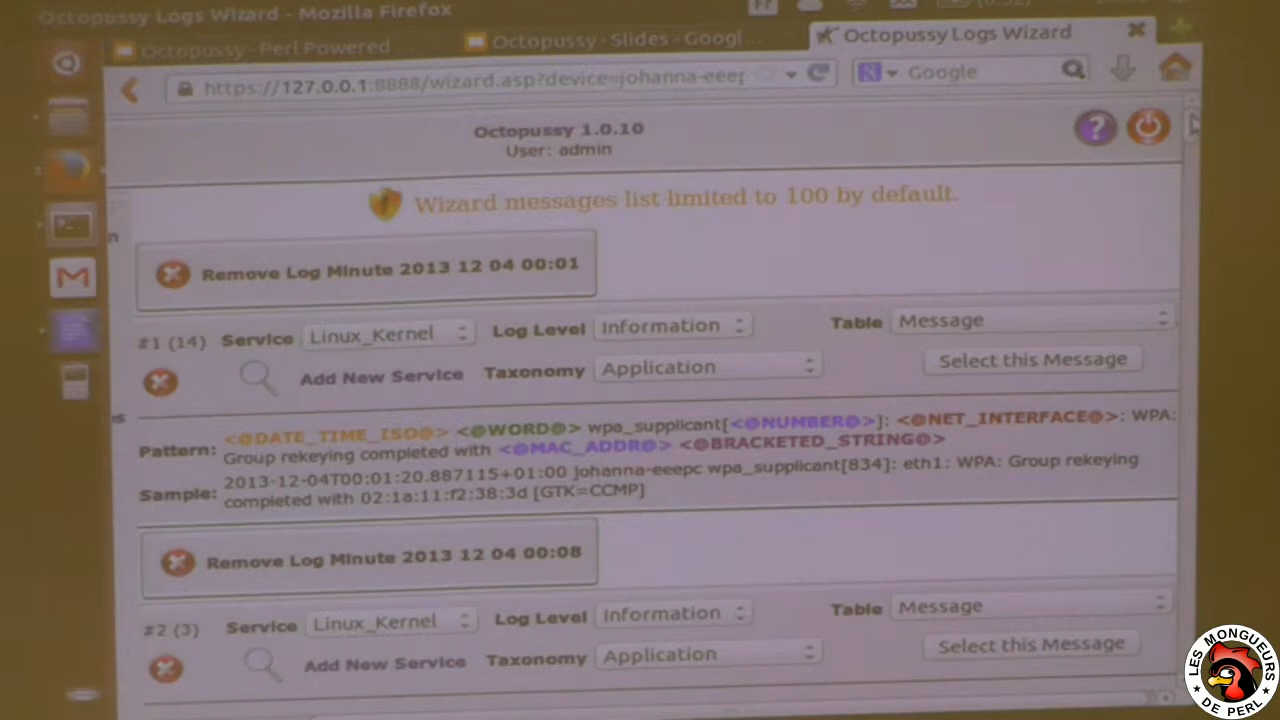 Octopussy Logs Wizard - Mozilla Firefox
Fr
Octopussy - Perl Powered ...
Octopussy - Slides - Googl...
Octopussy Logs Wizard
https://127.0.0.1:8888/wizard.asp?device=johanna-eeep
Google
Octopussy 1.0.10
User: admin
Wizard messages list limited to 100 by default.
Remove Log Minute 2013 12 04 00:01
#1 (14) Service Linux_Kernel Log Level Information Table Message
Add New Service Taxonomy Application Select this Message
Pattern: <@DATE_TIME_ISO@> <@WORD@> wpa_supplicant[<@NUMBER@>]: <@NET_INTERFACE@>: WPA:
Group rekeying completed with <@MAC_ADDR@> <@BRACKETED_STRING@>
Sample: 2013-12-04T00:01:20.887115+01:00 johanna-eeepc wpa_supplicant[834]: eth1: WPA: Group rekeying
completed with 02:1a:11:f2:38:3d [GTK=CCMP]
Remove Log Minute 2013 12 04 00:08
#2 (3) Service Linux_Kernel Log Level Information Table Message
Add New Service Taxonomy Application Select this Message
LES MONGUEURS
DE PERL